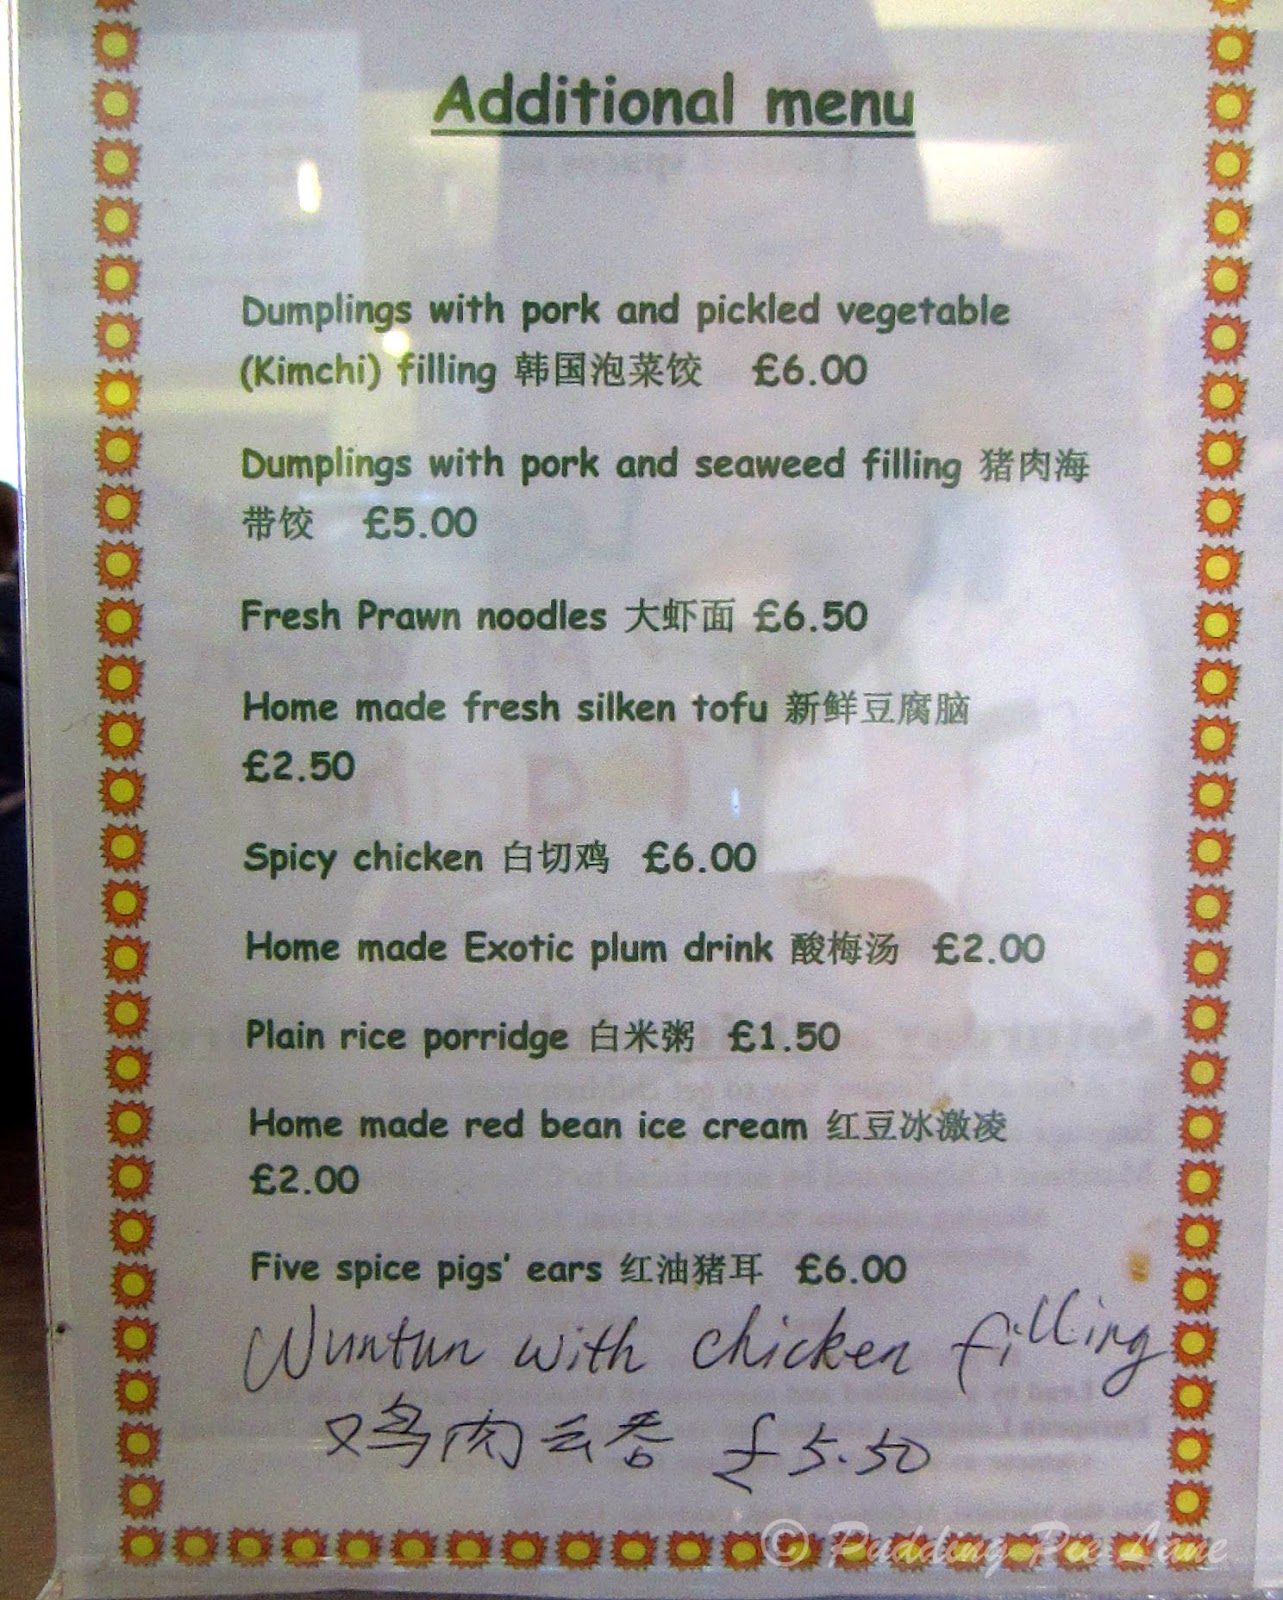 Additional menu
Dumplings with pork and pickled vegetable
(Kimchi) filling 韩国泡菜饺 £6.00
Dumplings with pork and seaweed filling 猪肉海
带饺 £5.00
Fresh Prawn noodles 大虾面 £6.50
Home made fresh silken tofu 新鲜豆腐脑
£2.50
Spicy chicken 白切鸡 £6.00
Home made Exotic plum drink 酸梅汤 £2.00
Plain rice porridge 白米粥 £1.50
Home made red bean ice cream 红豆冰激凌
£2.00
Five spice pigs' ears 红油猪耳 £6.00
Wuntun with chicken filling
鸡肉云吞 £5.50
© Pudding Pie Lane